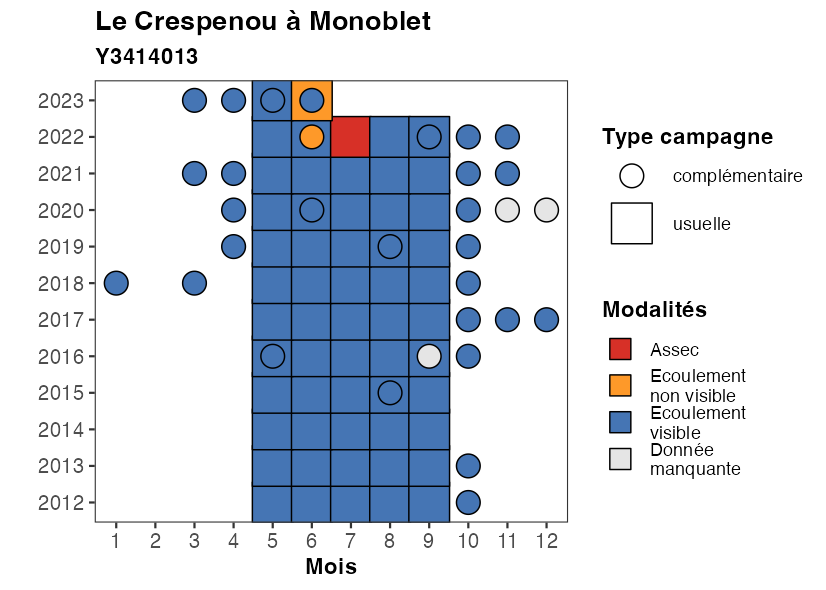 Le Crespenou à Monoblet
Y3414013
2023
2022
2021
2020
2019
2018
2017
2016
2015
2014
2013
2012
1 2 3 4 5 6 7 8 9 10 11 12
Mois
Type campagne
complémentaire
usuelle
Modalités
Assec
Ecoulement
non visible
Ecoulement
visible
Donnée
manquante